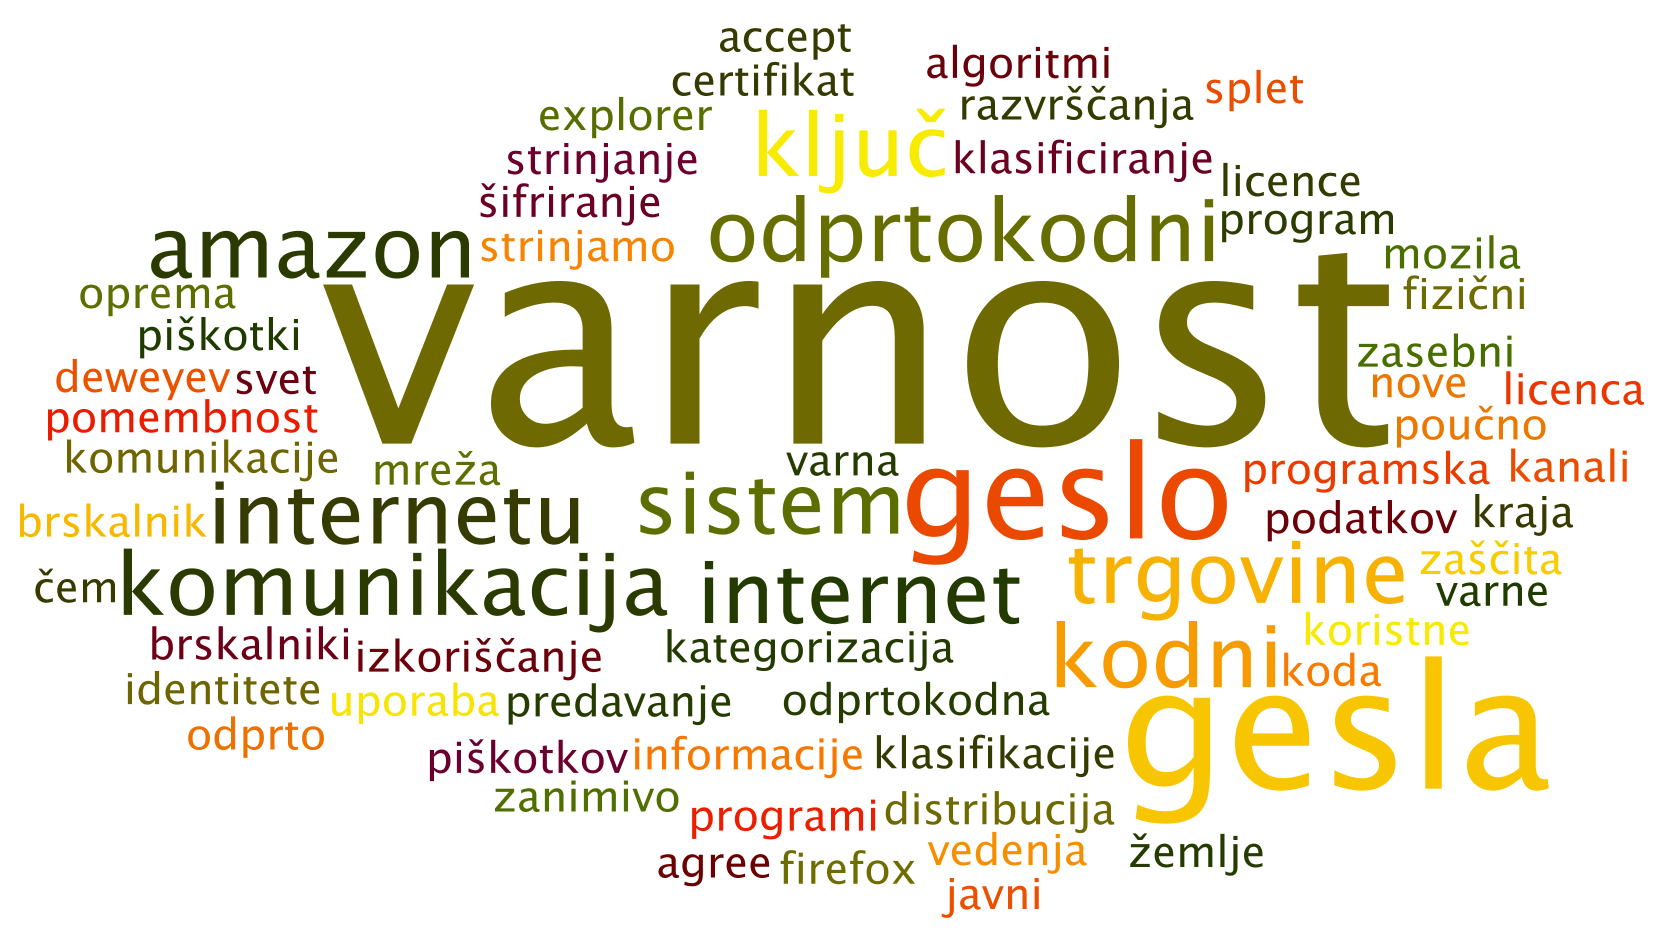 accept
algoritmi
certifikat
splet
explorer
razvrščanja
ključ
strinjanje
klasificiranje
licence
šifriranje
odprtokodni
program
amazon
strinjamo
mozila
oprema
fizični
varnost
piškotki
zasebni
deweyev
svet
nove
licenca
pomembnost
poučno
komunikacije
mreža
varna
geslo
programska
kanali
sistem
internetu
brskalnik
podatkov
kraja
trgovine
zaščita
čem
komunikacija
internet
varne
koristne
brskalniki
izkoriščanje
kategorizacija
kodni
koda
identitete
uporaba
predavanje
odprtokodna
gesla
odprto
piškotkov
informacije
klasifikacije
zanimivo
programi
distribucija
agree
firefox
vedenja
žemlje
javni